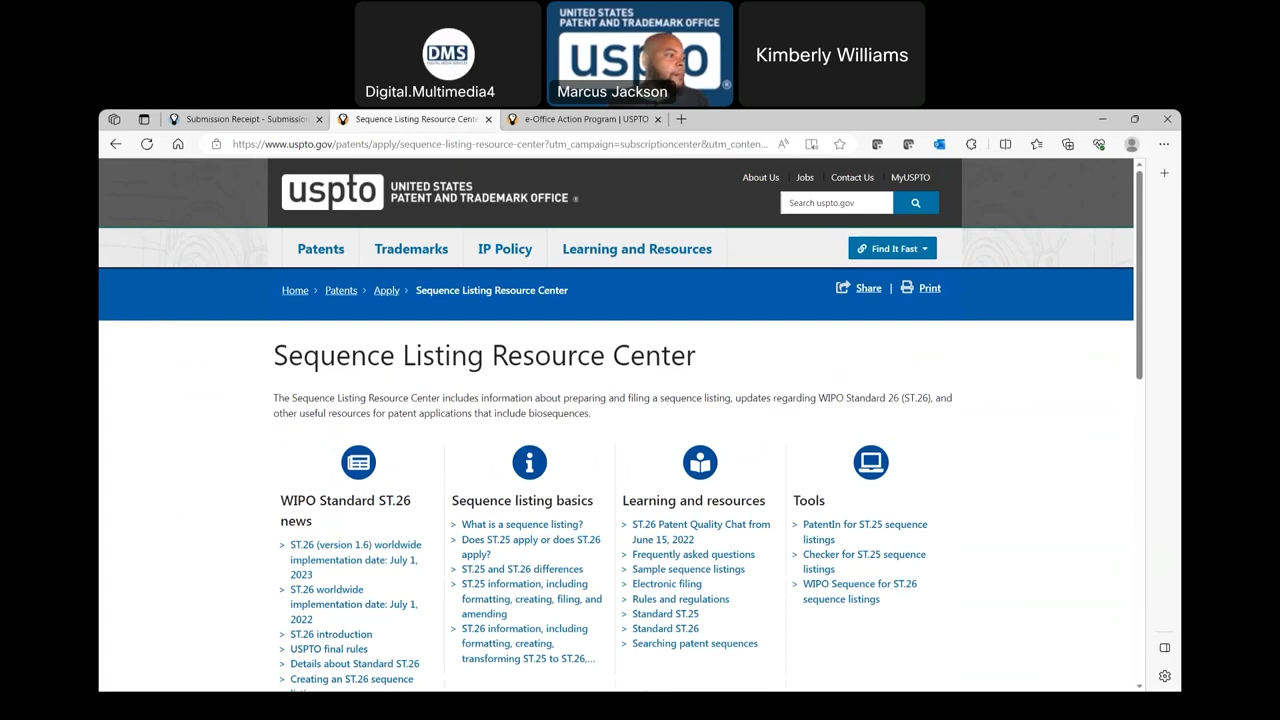 DMS
DIGITAL MEDIA SERVICES
Digital.Multimedia4
UNITED STATES
PATENT AND TRADEMARK OFFICE
uspto
®
Marcus Jackson
Kimberly Williams
Submission Receipt - Submission
Sequence Listing Resource Cente
e-Office Action Program | USPTO
https://www.uspto.gov/patents/apply/sequence-listing-resource-center?utm_campaign=subscriptioncenter&utm_conten...
uspto
UNITED STATES
PATENT AND TRADEMARK OFFICE ®
About Us
Jobs
Contact Us
MyUSPTO
Search uspto.gov
Patents
Trademarks
IP Policy
Learning and Resources
Find It Fast
Home > Patents > Apply > Sequence Listing Resource Center
Share | Print
Sequence Listing Resource Center
The Sequence Listing Resource Center includes information about preparing and filing a sequence listing, updates regarding WIPO Standard 26 (ST.26), and
other useful resources for patent applications that include biosequences.
WIPO Standard ST.26
news
> ST.26 (version 1.6) worldwide
implementation date: July 1,
2023
> ST.26 worldwide
implementation date: July 1,
2022
> ST.26 introduction
> USPTO final rules
> Details about Standard ST.26
> Creating an ST.26 sequence
Sequence listing basics
> What is a sequence listing?
> Does ST.25 apply or does ST.26
apply?
> ST.25 and ST.26 differences
> ST.25 information, including
formatting, creating, filing, and
amending
> ST.26 information, including
formatting, creating,
transforming ST.25 to ST.26,...
Learning and resources
> ST.26 Patent Quality Chat from
June 15, 2022
> Frequently asked questions
> Sample sequence listings
> Electronic filing
> Rules and regulations
> Standard ST.25
> Standard ST.26
> Searching patent sequences
Tools
> PatentIn for ST.25 sequence
listings
> Checker for ST.25 sequence
listings
> WIPO Sequence for ST.26
sequence listings